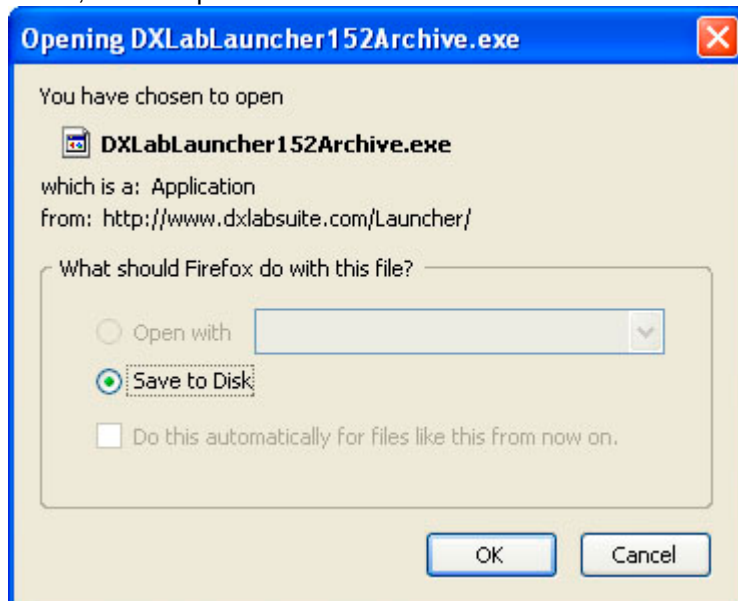 Opening DXLabLauncher152Archive.exe
You have chosen to open
DXLabLauncher152Archive.exe
which is a: Application
from: http://www.dxlabsuite.com/Launcher/
What should Firefox do with this file?
Open with
Save to Disk
Do this automatically for files like this from now on.
OK Cancel